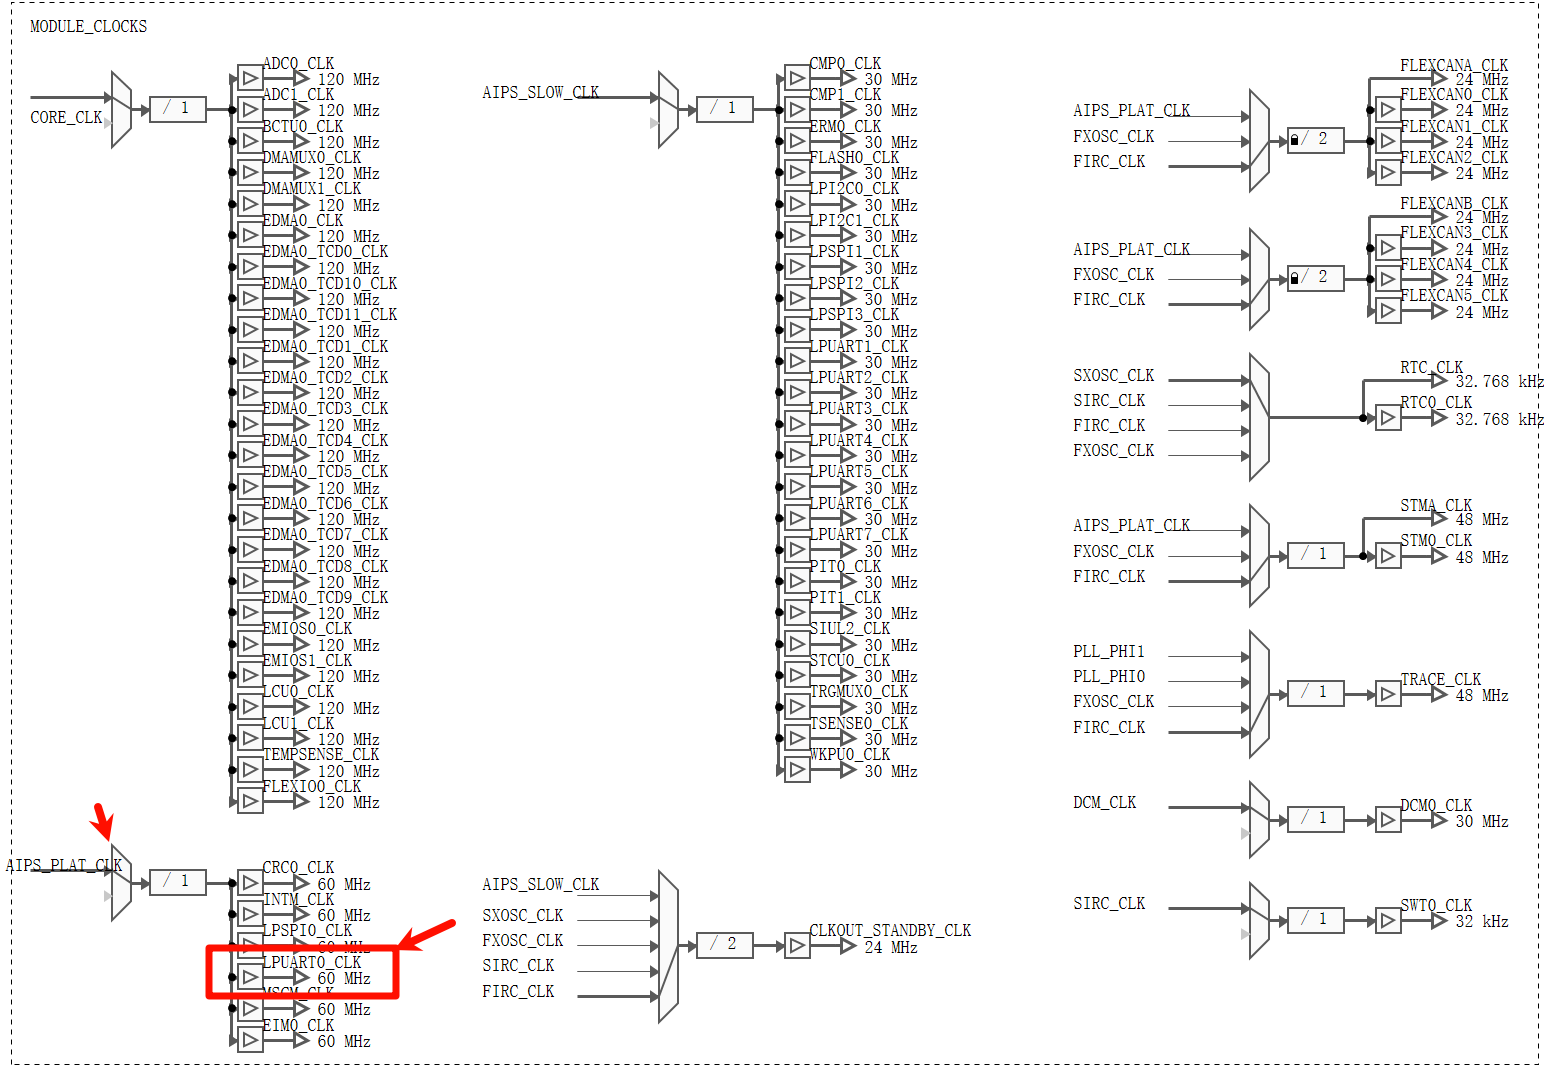 MODULE_CLOCKS
CORE_CLK
/ 1
ADC0_CLK
120 MHz
ADC1_CLK
120 MHz
BCTU0_CLK
120 MHz
DMAMUX0_CLK
120 MHz
DMAMUX1_CLK
120 MHz
EDMA0_CLK
120 MHz
EDMA0_TCD0_CLK
120 MHz
EDMA0_TCD10_CLK
120 MHz
EDMA0_TCD11_CLK
120 MHz
EDMA0_TCD1_CLK
120 MHz
EDMA0_TCD2_CLK
120 MHz
EDMA0_TCD3_CLK
120 MHz
EDMA0_TCD4_CLK
120 MHz
EDMA0_TCD5_CLK
120 MHz
EDMA0_TCD6_CLK
120 MHz
EDMA0_TCD7_CLK
120 MHz
EDMA0_TCD8_CLK
120 MHz
EDMA0_TCD9_CLK
120 MHz
EMIOS0_CLK
120 MHz
EMIOS1_CLK
120 MHz
LCU0_CLK
120 MHz
LCU1_CLK
120 MHz
TEMPSENSE_CLK
120 MHz
FLEXIO0_CLK
120 MHz
AIPS_PLAT_CLK
/ 1
CRC0_CLK
60 MHz
INTM_CLK
60 MHz
LPSPI0_CLK
60 MHz
LPUART0_CLK
60 MHz
MSCM_CLK
60 MHz
EIM0_CLK
60 MHz
AIPS_SLOW_CLK
/ 1
CMP0_CLK
30 MHz
CMP1_CLK
30 MHz
ERM0_CLK
30 MHz
FLASH0_CLK
30 MHz
LPI2C0_CLK
30 MHz
LPI2C1_CLK
30 MHz
LPSPI1_CLK
30 MHz
LPSPI2_CLK
30 MHz
LPSPI3_CLK
30 MHz
LPUART1_CLK
30 MHz
LPUART2_CLK
30 MHz
LPUART3_CLK
30 MHz
LPUART4_CLK
30 MHz
LPUART5_CLK
30 MHz
LPUART6_CLK
30 MHz
LPUART7_CLK
30 MHz
PIT0_CLK
30 MHz
PIT1_CLK
30 MHz
SIUL2_CLK
30 MHz
STCU0_CLK
30 MHz
TRGMUX0_CLK
30 MHz
TSENSE0_CLK
30 MHz
WKPU0_CLK
30 MHz
AIPS_SLOW_CLK
SXOSC_CLK
FXOSC_CLK
SIRC_CLK
FIRC_CLK
/ 2
CLKOUT_STANDBY_CLK
24 MHz
AIPS_PLAT_CLK
FXOSC_CLK
FIRC_CLK
/ 2
FLEXCANA_CLK
24 MHz
FLEXCAN0_CLK
24 MHz
FLEXCAN1_CLK
24 MHz
FLEXCAN2_CLK
24 MHz
AIPS_PLAT_CLK
FXOSC_CLK
FIRC_CLK
/ 2
FLEXCANB_CLK
24 MHz
FLEXCAN3_CLK
24 MHz
FLEXCAN4_CLK
24 MHz
FLEXCAN5_CLK
24 MHz
SXOSC_CLK
SIRC_CLK
FIRC_CLK
FXOSC_CLK
RTC_CLK
32.768 kHz
RTC0_CLK
32.768 kHz
AIPS_PLAT_CLK
FXOSC_CLK
FIRC_CLK
/ 1
STMA_CLK
48 MHz
STM0_CLK
48 MHz
PLL_PHI1
PLL_PHI0
FXOSC_CLK
FIRC_CLK
/ 1
TRACE_CLK
48 MHz
DCM_CLK
/ 1
DCM0_CLK
30 MHz
SIRC_CLK
/ 1
SWT0_CLK
32 kHz